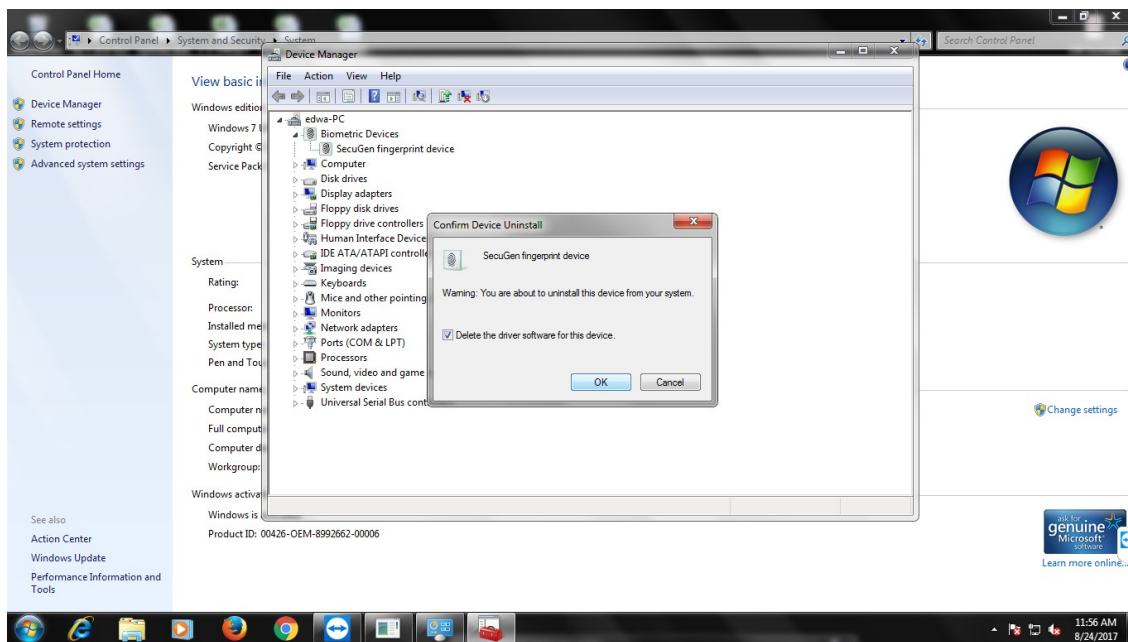 Control Panel
System and Security
System
Search Control Panel
Control Panel Home
Device Manager
Remote settings
System protection
Advanced system settings
See also
Action Center
Windows Update
Performance Information and
Tools
View basic
Windows edition
Windows 7
Copyright ©
Service Pack
System
Rating:
Processor:
Installed
System type
Pen and
Computer name
Computer
Full
Computer
Workgroup:
Windows
Windows is
Product ID: 00426-OEM-8992662-00006
Device Manager
File Action View Help
edwa-PC
Biometric Devices
SecuGen fingerprint device
Computer
Disk drives
Display adapters
Floppy disk drives
Floppy drive controllers
Human Interface Device
IDE ATA/ATAPI
Imaging devices
Keyboards
Mice and other pointing
Monitors
Network adapters
Ports (COM & LPT)
Processors
Sound, video and game
System devices
Universal Serial Bus
Confirm Device Uninstall
SecuGen fingerprint device
Warning: You are about to uninstall this device from your system.
Delete the driver software for this device.
OK Cancel
Change settings
ask for
genuine
Microsoft
software
Learn more online...
11:56 AM
8/24/2017